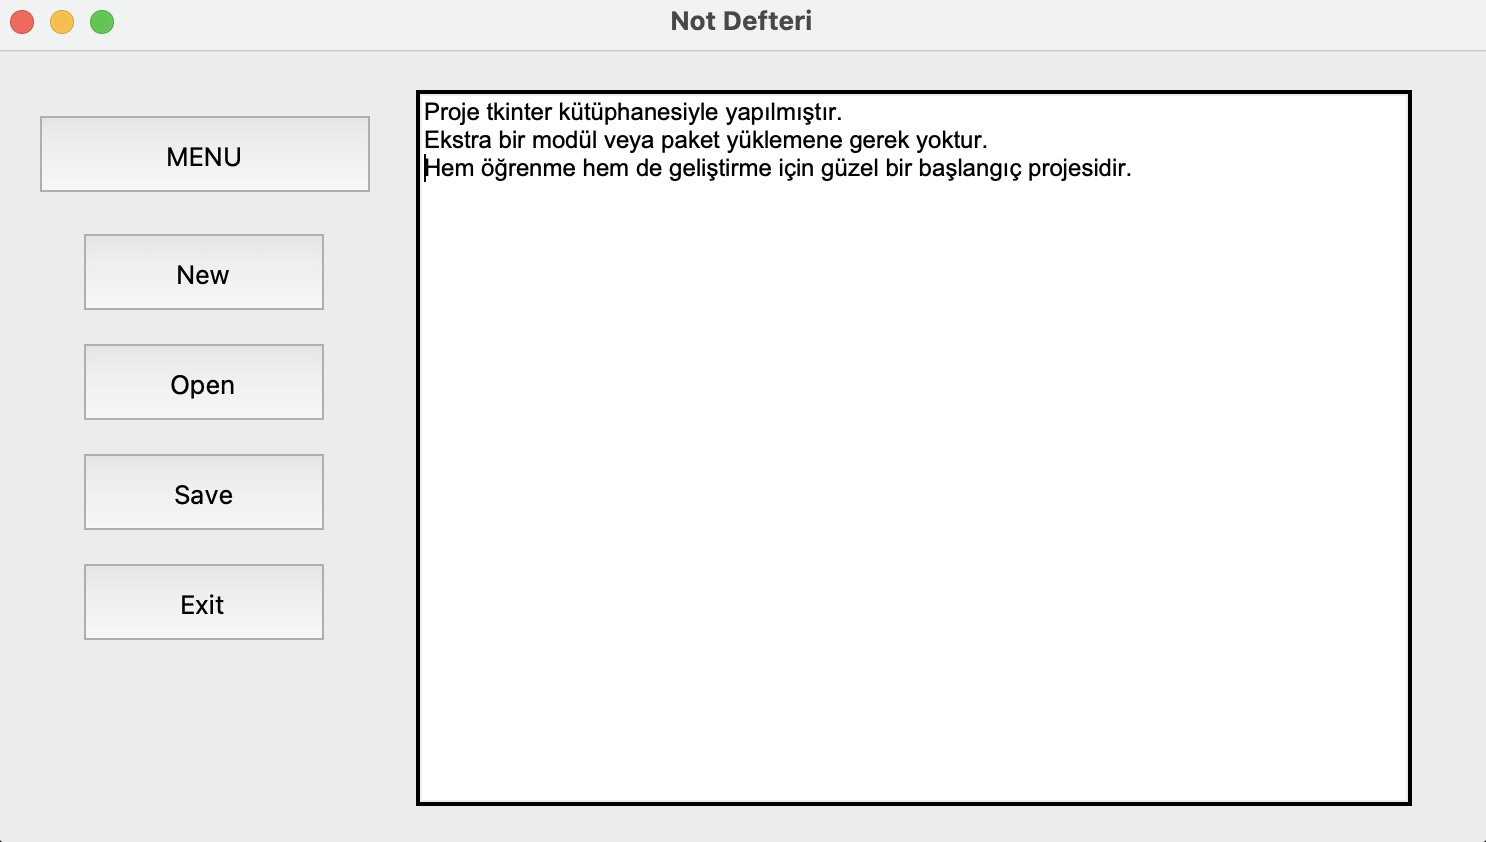 Not Defteri
MENU
New
Open
Save
Exit
Proje tkinter kütüphanesiyle yapılmıştır.
Ekstra bir modül veya paket yüklemene gerek yoktur.
Hem öğrenme hem de geliştirme için güzel bir başlangıç projesidir.